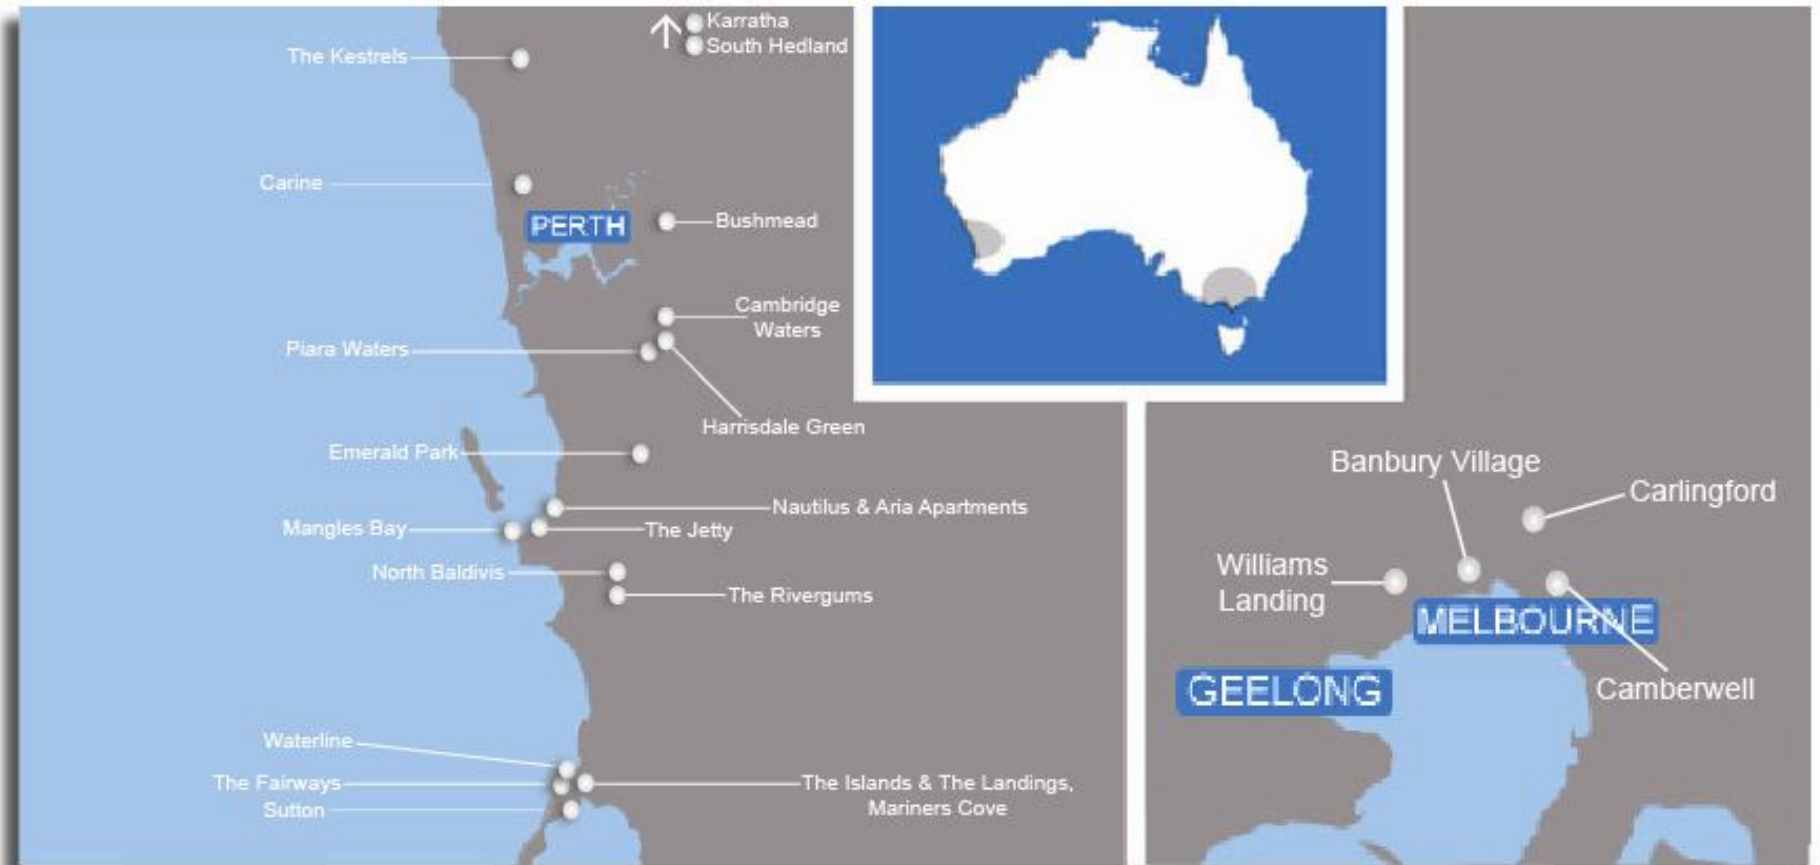 Karratha
The Kestrels
South Hedland
Carine
PERTH
Bushmead
Cambridge
Waters
Piara Waters
Harrisdale Green
Emerald Park
Nautilus & Aria Apartments
Mangles Bay
The Jetty
North Baldivis
The Rivergums
Waterline
The Fairways
The Islands & The Landings,
Mariners Cove
Sutton
Banbury Village
Carlingford
Williams
Landing
MELBOURNE
GEELONG
Camberwell